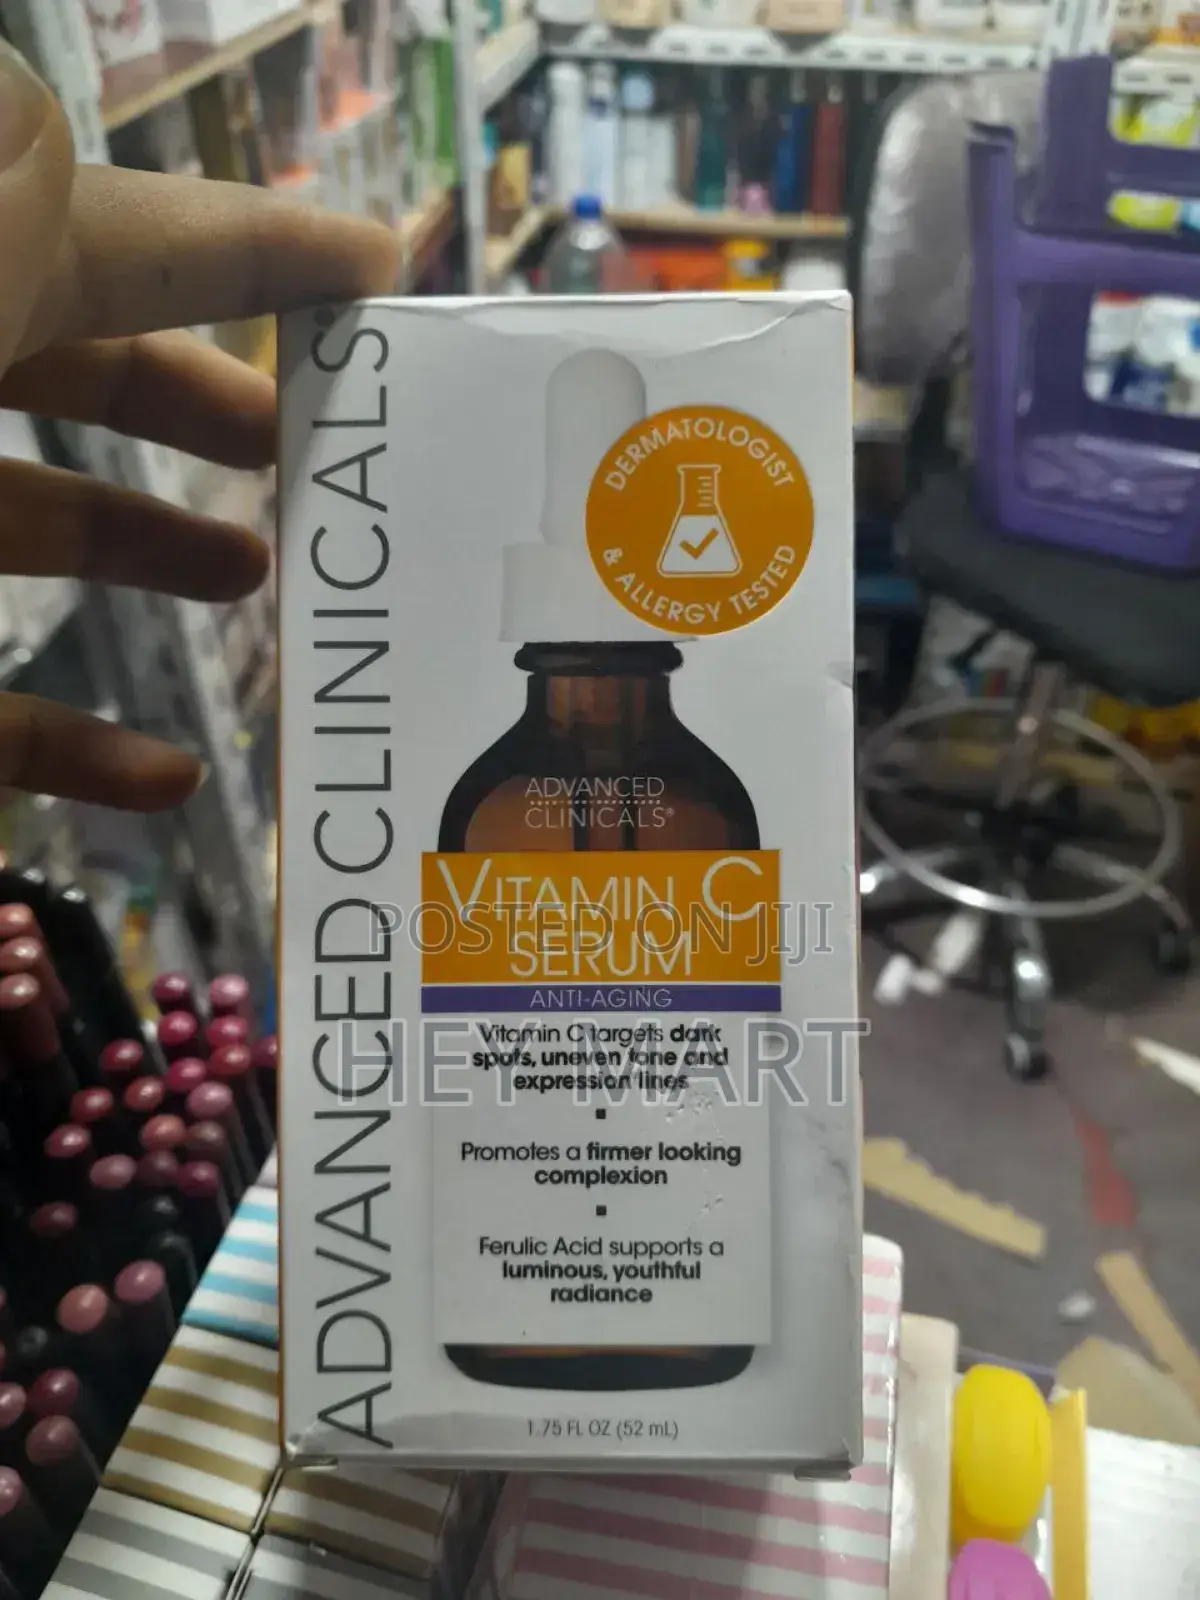 ADVANCED CLINICALS®
DERMATOLOGIST
& ALLERGY TESTED
ADVANCED
CLINICALS®
VITAMIN C
SERUM
POSTED ON JIJI
ANTI-AGING
HEY MART
Vitamin C targets dark
spots, uneven tone and
expression lines
Promotes a firmer looking
complexion
Ferulic Acid supports a
luminous, youthful
radiance
1.75 FL OZ (52 mL)